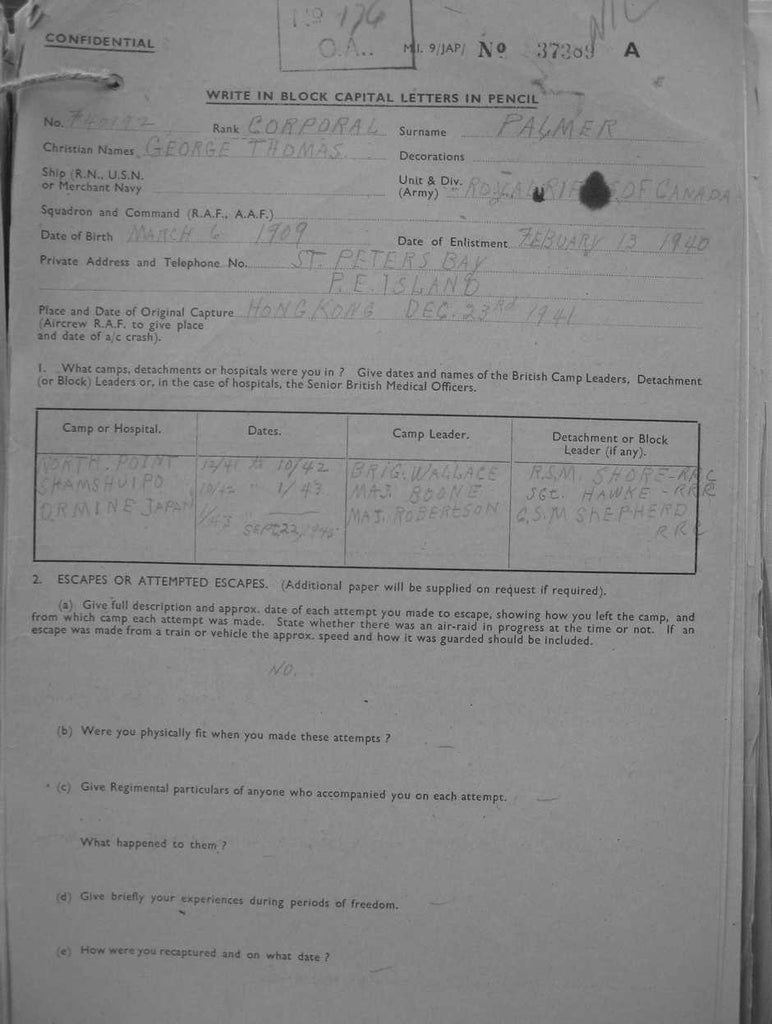 CONFIDENTIAL
No 176
O.A..
NIL
M.I. 9/JAP/ No A
WRITE IN BLOCK CAPITAL LETTERS IN PENCIL
No. Rank CORPORAL Surname PALMER
Christian Names GEORGE THOMAS Decorations
Ship (R.N., U.S.N. or Merchant Navy
Unit & Div. (Army) ROYAL RIFLES OF CANADA
Squadron and Command (R.A.F., A.A.F.)
Date of Birth MARCH 6 1909 Date of Enlistment FEBUARY 13 1940
Private Address and Telephone No. ST. PETERS BAY
P.E. ISLAND
Place and Date of Original Capture HONG KONG DEC. 23RD 1941
(Aircrew R.A.F. to give place
and date of a/c crash).
1. What camps, detachments or hospitals were you in ? Give dates and names of the British Camp Leaders, Detachment
(or Block) Leaders or, in the case of hospitals, the Senior British Medical Officers.
Camp or Hospital. Dates. Camp Leader. Detachment or Block
Leader (if any).
NORTH. POINT 12/41 to 10/42 BRIG. WALLACE R.S.M. SHORE-RRC
SHAMSHUIPO 10/42 " 1/43 MAJ. BOONE SGT. HAWKE - RRR
ORMINE JAPAN 1/43 " MAJ. ROBERTSON C.S.M SHEPHERD
SEPT. 22, 1945 RRC
2. ESCAPES OR ATTEMPTED ESCAPES. (Additional paper will be supplied on request if required).
(a) Give full description and approx. date of each attempt you made to escape, showing how you left the camp, and
from which camp each attempt was made. State whether there was an air-raid in progress at the time or not. If an
escape was made from a train or vehicle the approx. speed and how it was guarded should be included.
NO.
(b) Were you physically fit when you made these attempts ? —
(c) Give Regimental particulars of anyone who accompanied you on each attempt. —
What happened to them ?
(d) Give briefly your experiences during periods of freedom. —
(e) How were you recaptured and on what date ? —